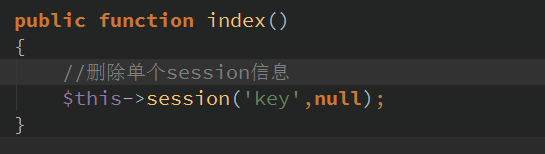 public function index()
{
    //删除单个session信息
    $this->session('key',null);
}